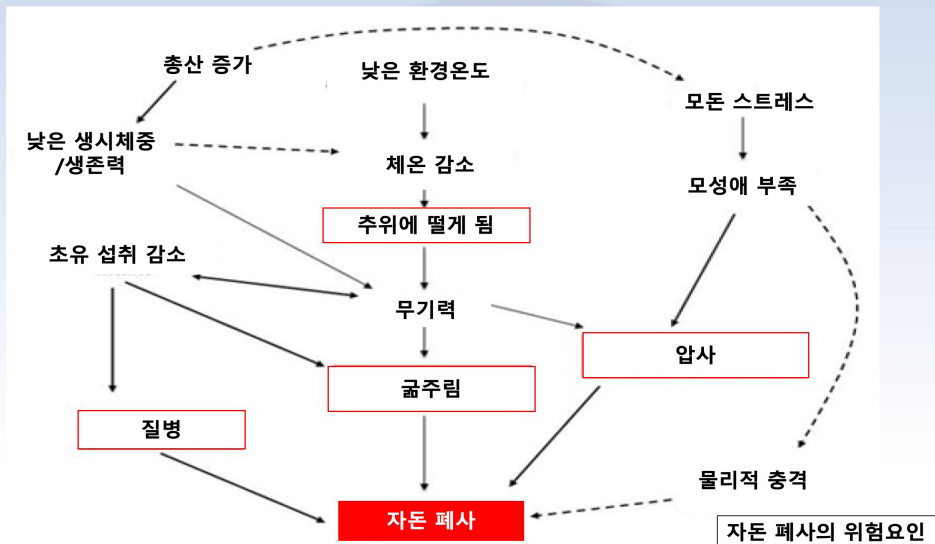 총산 증가
낮은 환경온도
모돈 스트레스
낮은 생시체중
/생존력
체온 감소
모성애 부족
추위에 떨게 됨
초유 섭취 감소
무기력
압사
굶주림
질병
물리적 충격
자돈 폐사
자돈 폐사의 위험요인